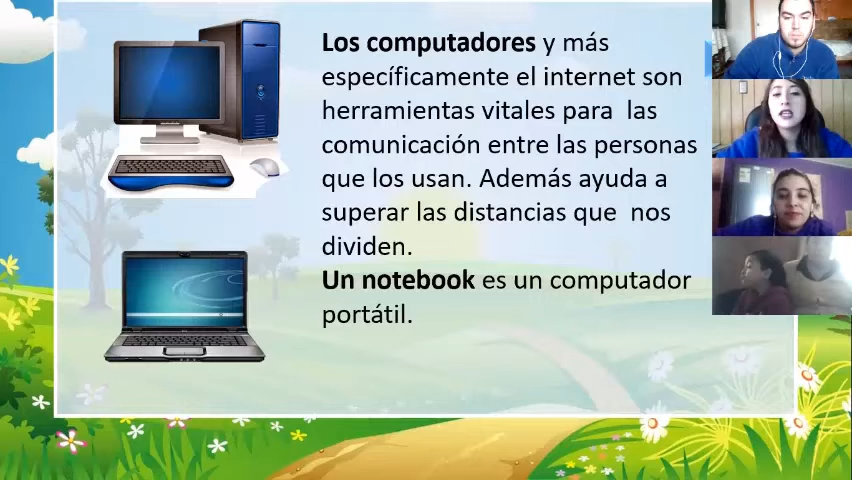 Los computadores y más
específicamente el internet son
herramientas vitales para las
comunicación entre las personas
que los usan. Además ayuda a
superar las distancias que nos
dividen.
Un notebook es un computador
portátil.